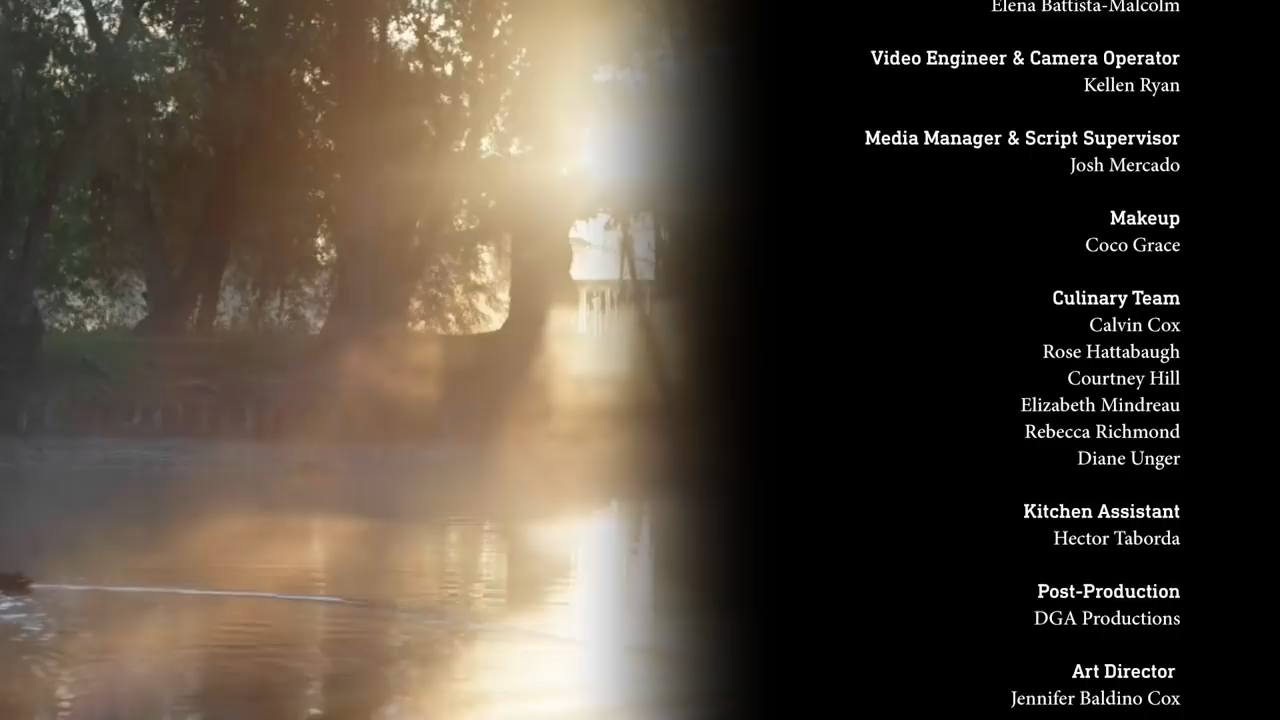 Elena Battista-Malcolm
Video Engineer & Camera Operator
Kellen Ryan
Media Manager & Script Supervisor
Josh Mercado
Makeup
Coco Grace
Culinary Team
Calvin Cox
Rose Hattabaugh
Courtney Hill
Elizabeth Mindreau
Rebecca Richmond
Diane Unger
Kitchen Assistant
Hector Taborda
Post-Production
DGA Productions
Art Director
Jennifer Baldino Cox